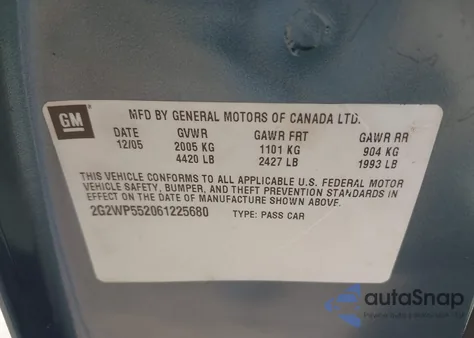 GM
MFD BY GENERAL MOTORS OF CANADA LTD.
DATE GVWR GAWR FRT GAWR RR
12/05 2005 KG 1101 KG 904 KG
4420 LB 2427 LB 1993 LB
THIS VEHICLE CONFORMS TO ALL APPLICABLE U.S. FEDERAL MOTOR
VEHICLE SAFETY, BUMPER, AND THEFT PREVENTION STANDARDS IN
EFFECT ON THE DATE OF MANUFACTURE SHOWN ABOVE.
2G2WP552061225680 TYPE: PASS CAR
autoSnap